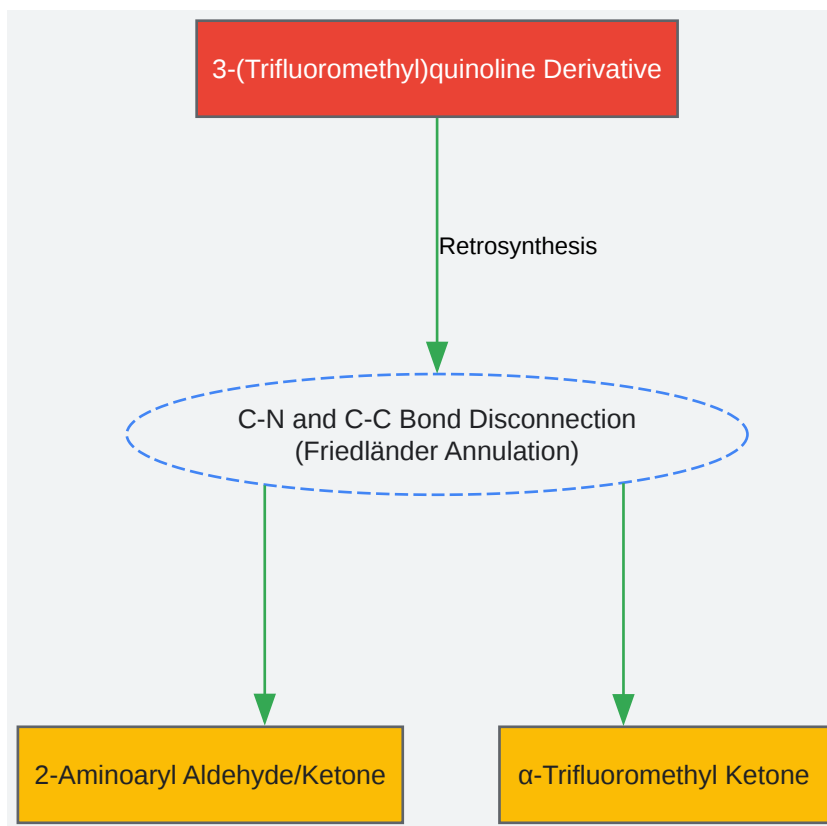 3-(Trifluoromethyl)quinoline Derivative
Retrosynthesis
C-N and C-C Bond Disconnection
(Friedländer Annulation)
2-Aminoaryl Aldehyde/Ketone
α-Trifluoromethyl Ketone